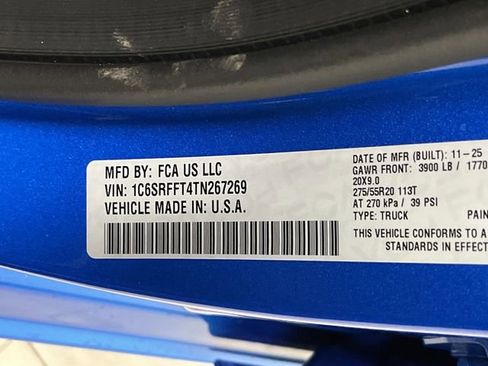 MFD BY: FCA US LLC
VIN: 1C6SRFFT4TN267269
VEHICLE MADE IN: U.S.A.
DATE OF MFR (BUILT): 11-25
GAWR FRONT: 3900 LB / 1770
20X9.0
275/55R20 113T
AT 270 kPa / 39 PSI
TYPE: TRUCK PAIN
THIS VEHICLE CONFORMS TO
STANDARDS IN EFFECT